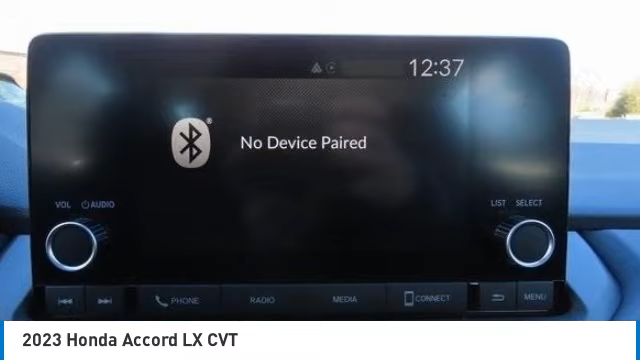 12:37
®
No Device Paired
VOL AUDIO
LIST SELECT
PHONE RADIO MEDIA CONNECT MENU
2023 Honda Accord LX CVT